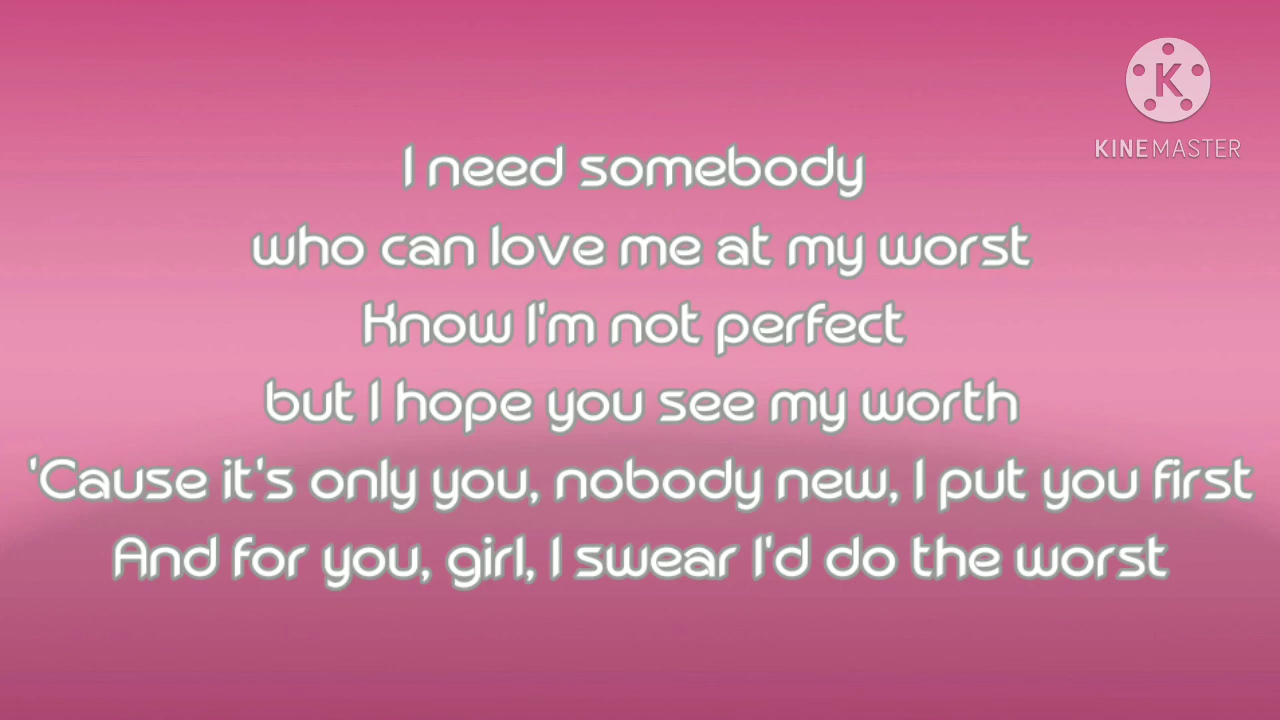 K
KINEMASTER
I need somebody
who can love me at my worst
Know I'm not perfect
but I hope you see my worth
'Cause it's only you, nobody new, I put you first
And for you, girl, I swear I'd do the worst